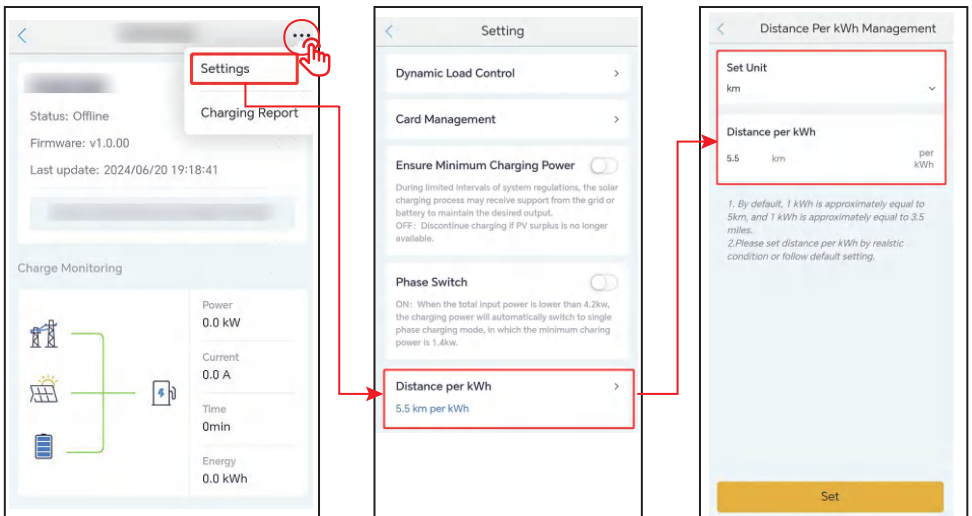 Settings
Charging Report
Status: Offline
Firmware: v1.0.00
Last update: 2024/06/20 19:18:41
Charge Monitoring
Power
0.0 kW
Current
0.0 A
Time
0min
Energy
0.0 kWh
Setting
Dynamic Load Control
Card Management
Ensure Minimum Charging Power
During limited intervals of system regulations, the solar
charging process may receive support from the grid or
battery to maintain the desired output.
OFF: Discontinue charging if PV surplus is no longer
available.
Phase Switch
ON: When the total input power is lower than 4.2kw,
the charging power will automatically switch to single
phase charging mode, in which the minimum charing
power is 1.4kw.
Distance per kWh
5.5 km per kWh
Distance Per kWh Management
Set Unit
km
Distance per kWh
5.5 km per
kWh
1. By default, 1 kWh is approximately equal to
5km, and 1 kWh is approximately equal to 3.5
miles.
2.Please set distance per kWh by realstic
condition or follow default setting.
Set